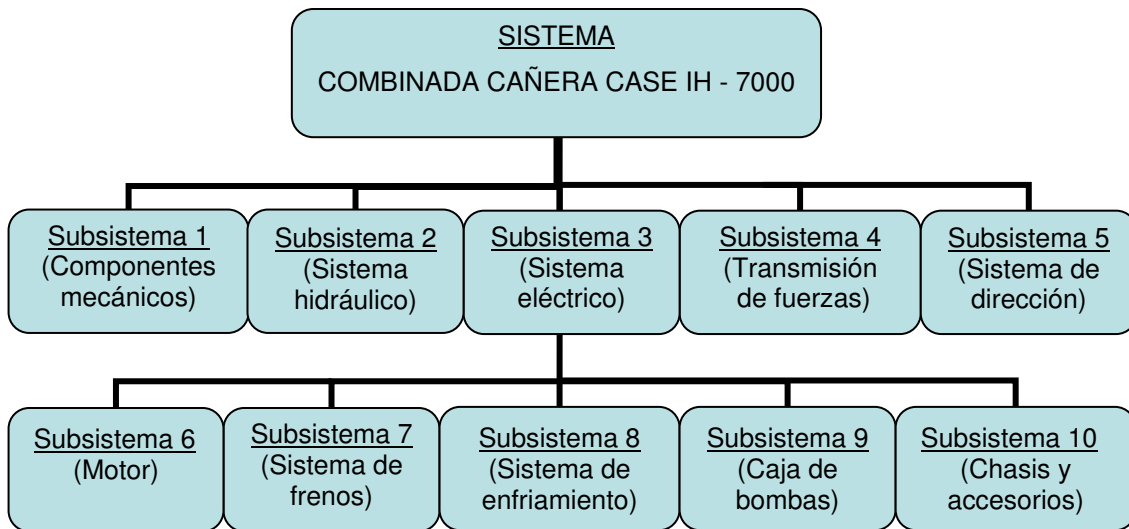 SISTEMA
COMBINADA CAÑERA CASE IH - 7000
Subsistema 1
(Componentes
mecánicos)
Subsistema 2
(Sistema
hidráulico)
Subsistema 3
(Sistema
eléctrico)
Subsistema 4
(Transmisión
de fuerzas)
Subsistema 5
(Sistema de
dirección)
Subsistema 6
(Motor)
Subsistema 7
(Sistema de
frenos)
Subsistema 8
(Sistema de
enfriamiento)
Subsistema 9
(Caja de
bombas)
Subsistema 10
(Chasis y
accesorios)